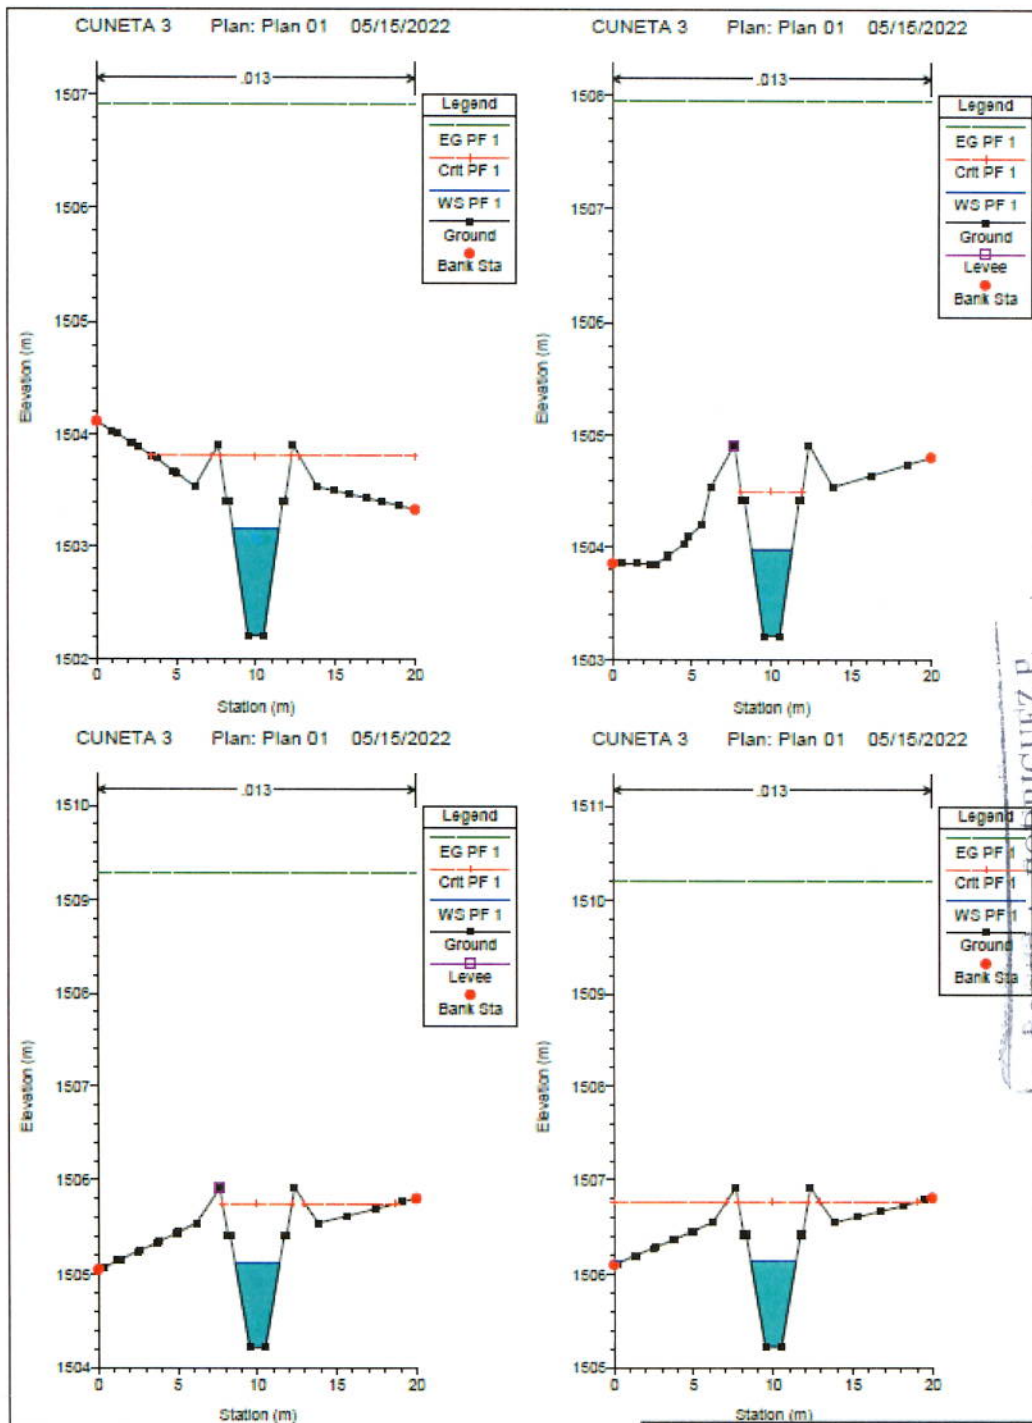 CUNETA 3 Plan: Plan 01 05/15/2022
.013
Legend
EG PF 1
Crit PF 1
WS PF 1
Ground
Bank Sta
1507
1506
1505
1504
1503
1502
Elevation (m)
0 5 10 15 20
Station (m)
CUNETA 3 Plan: Plan 01 05/15/2022
.013
Legend
EG PF 1
Crit PF 1
WS PF 1
Ground
Levee
Bank Sta
1508
1507
1506
1505
1504
1503
Elevation (m)
0 5 10 15 20
Station (m)
CUNETA 3 Plan: Plan 01 05/15/2022
.013
Legend
EG PF 1
Crit PF 1
WS PF 1
Ground
Levee
Bank Sta
1510
1509
1508
1507
1506
1505
1504
Elevation (m)
0 5 10 15 20
Station (m)
CUNETA 3 Plan: Plan 01 05/15/2022
.013
Legend
EG PF 1
Crit PF 1
WS PF 1
Ground
Bank Sta
1511
1510
1509
1508
1507
1506
1505
Elevation (m)
0 5 10 15 20
Station (m)